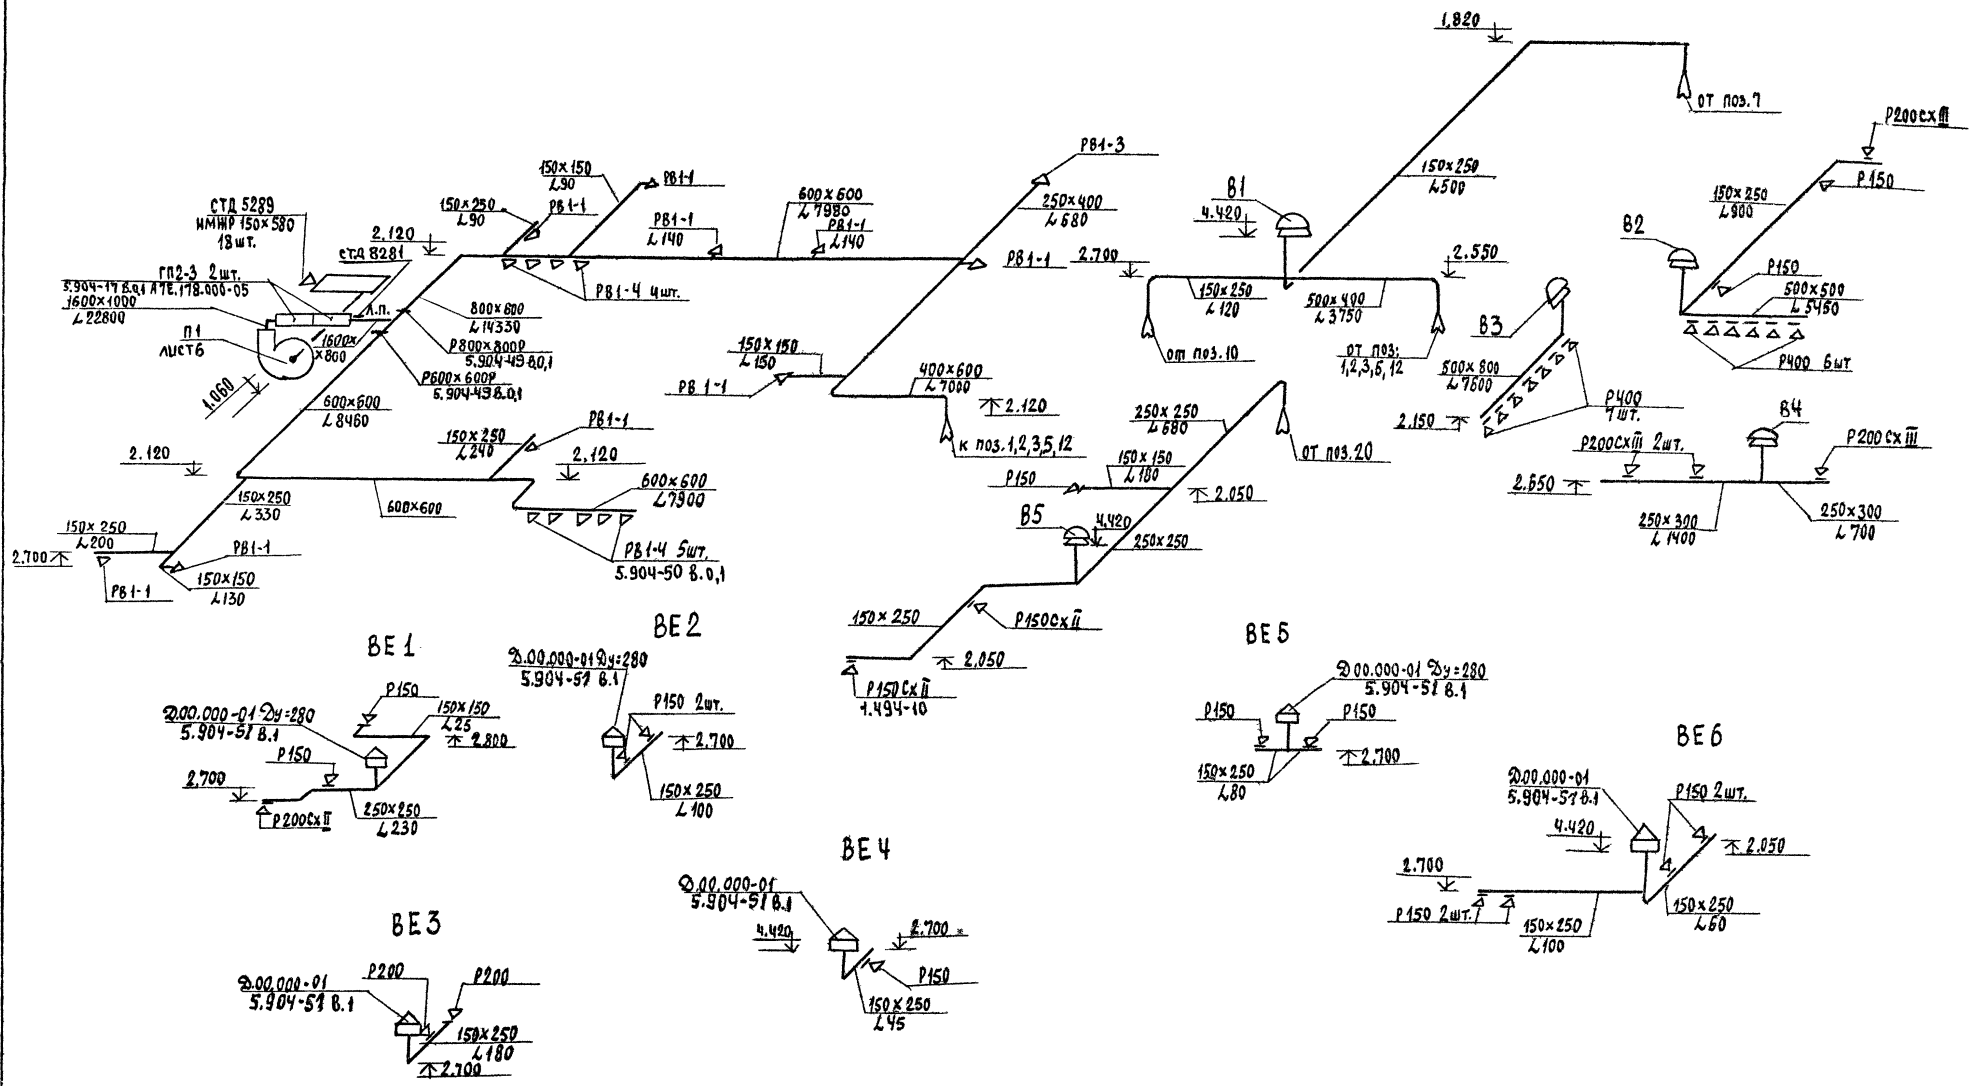 1.820
ОТ ПОЗ.7
Р200СХ III
Р150
150×250
L900
В2
Р150
500×500
L5450
Р400 6шт
В1
4.420
150×250
L500
2.700
2.550
150×250
L120
500×400
L3750
от поз.10
ОТ ПОЗ:
1,2,3,5,12
В3
500×800
L7600
Р400
7шт.
2.150
В4
Р200СХIII 2шт.
Р200СХIII
2.550
250×300
L1400
250×300
L700
РВ1-3
250×400
L680
РВ1-1
600×600
L7980
РВ1-1
L140
РВ1-1
L140
150×150
L90
РВ1-1
150×250
L90
РВ1-1
РВ1-4 4шт.
СТД 5289
НМЖР 150×580
18шт.
2.120
СТД 8281
ГП2-3 2шт.
5.904-17 В.0,1 А7Е.178.000-05
1600×1000
L22800
Л.П.
П1
ЛИСТ6
1600×
×800
800×600
L14330
Р800×800Р
5.904-49 В.0,1
Р600×600Р
5.904-49 В.0,1
1.060
600×600
L8460
150×150
L150
РВ 1-1
400×600
L7000
2.120
К ПОЗ.1,2,3,5,12
2.120
150×250
L240
РВ1-1
2.120
600×600
L7900
150×250
L330
600×600
РВ1-4 5шт.
5.904-50 В.0,1
150×250
L200
2.700
РВ1-1
РВ1-1
150×150
L130
250×250
L680
ОТ ПОЗ.20
150×150
L180
Р150
2.050
В5
4.420
250×250
150×250
Р150СХII
2.050
Р150СХII
1.494-10
ВЕ1
Р150
150×150
L25
2.800
Д.00.000-01 Ду=280
5.904-51 В.1
Р150
2.700
Р200СХII
250×250
L230
ВЕ2
Д.00.000-01 Ду=280
5.904-51 В.1
Р150 2шт.
2.700
150×250
L100
ВЕ5
Д00.000-01 Ду=280
5.904-51 В.1
Р150
Р150
2.700
150×250
L80
ВЕ6
Д00.000-01
5.904-51 В.1
Р150 2шт.
4.420
2.050
2.700
Р150 2шт.
150×250
L100
150×250
L60
ВЕ4
Д.00.000-01
5.904-51 В.1
4.420
2.700
Р150
150×250
L45
ВЕ3
Д.00.000-01
5.904-51 В.1
Р200
Р200
150×250
L180
2.700